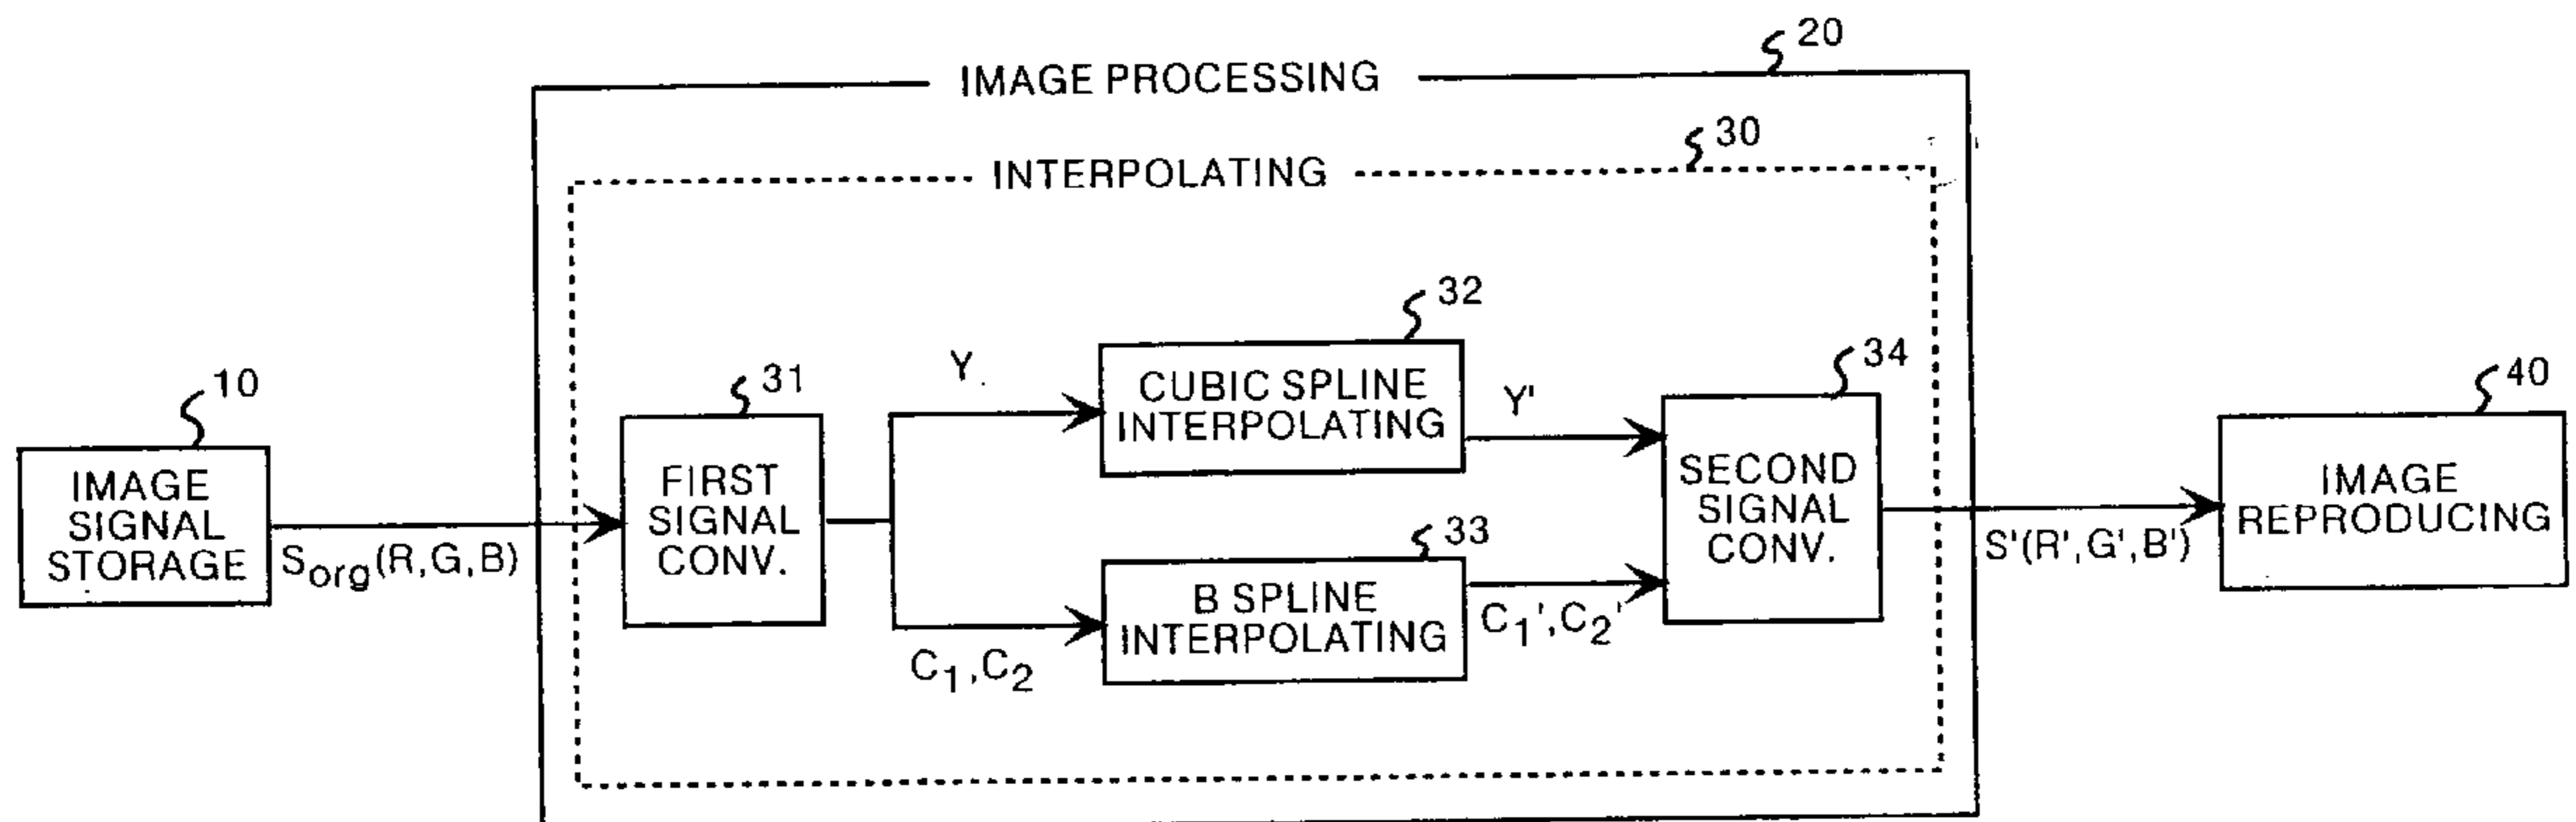 20
IMAGE PROCESSING
30
INTERPOLATING
10
IMAGE
SIGNAL
STORAGE
Sorg(R,G,B)
31
FIRST
SIGNAL
CONV.
Y
C1,C2
32
CUBIC SPLINE
INTERPOLATING
Y'
33
B SPLINE
INTERPOLATING
C1',C2'
34
SECOND
SIGNAL
CONV.
S'(R',G',B')
40
IMAGE
REPRODUCING